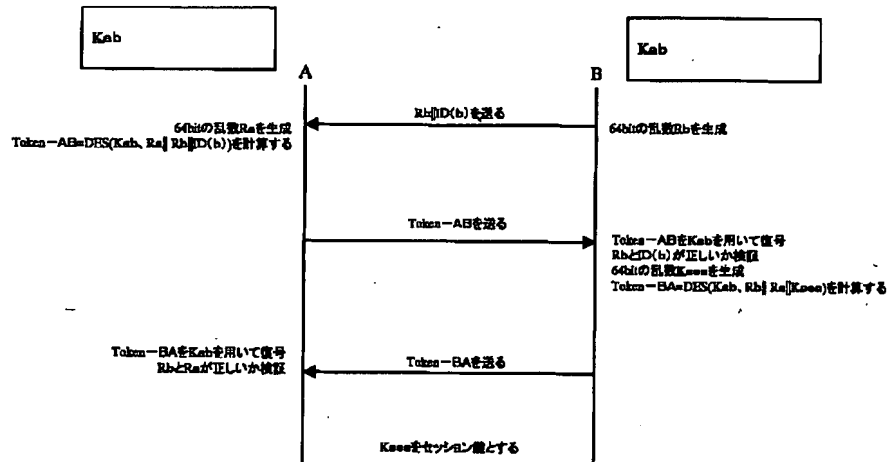 Kab
Kab
A
B
Rb||ID(b)を送る
64bitの乱数Raを生成
Token-AB=DES(Kab、Ra||Rb||ID(b))を計算する
64bitの乱数Rbを生成
Token-ABを送る
Token-ABをKabを用いて復号
RbとID(b)が正しいか検証
64bitの乱数Ksesを生成
Token-BA=DES(Kab、Rb||Ra||Kses)を計算する
Token-BAをKabを用いて復号
RbとRaが正しいか検証
Token-BAを送る
Ksesをセッション鍵とする